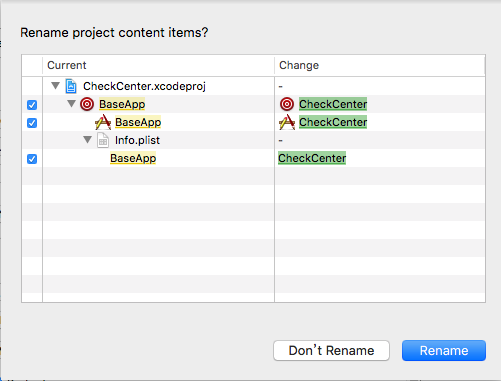 Rename project content items?
Current Change
CheckCenter.xcodeproj -
BaseApp CheckCenter
BaseApp CheckCenter
Info.plist -
BaseApp CheckCenter
Don't Rename Rename